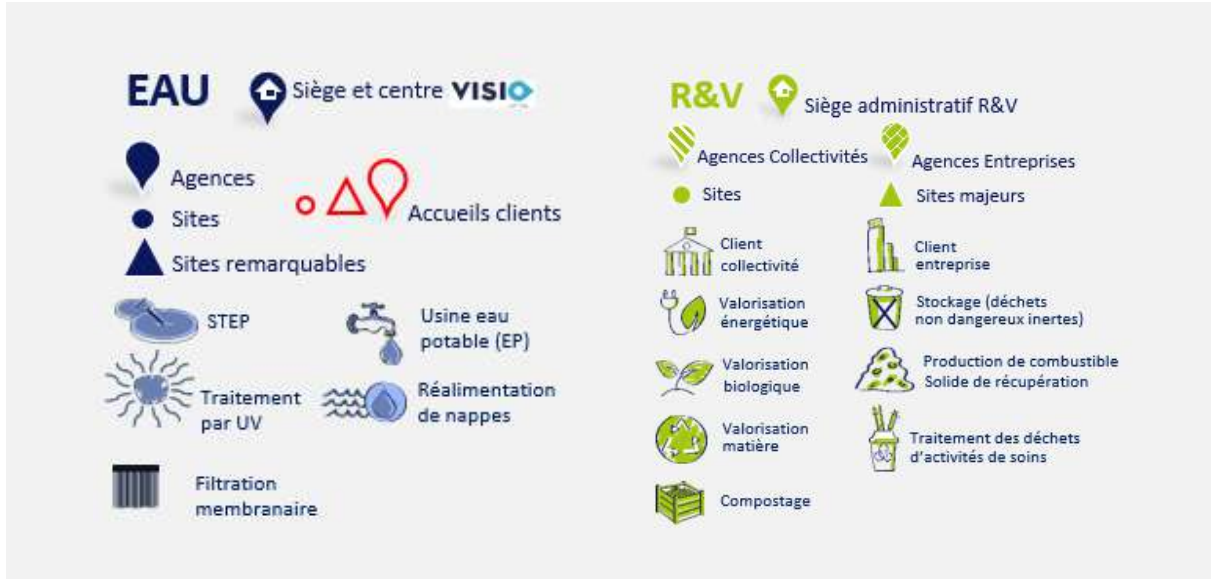 EAU
Siège et centre VISIO
Agences
Accueils clients
Sites
Sites remarquables
STEP
Usine eau
potable (EP)
Traitement
par UV
Réalimentation
de nappes
Filtration
membranaire
R&V
Siège administratif R&V
Agences Collectivités
Agences Entreprises
Sites
Sites majeurs
Client
collectivité
Client
entreprise
Valorisation
énergétique
Stockage (déchets
non dangereux inertes)
Valorisation
biologique
Production de combustible
Solide de récupération
Valorisation
matière
Traitement des déchets
d'activités de soins
Compostage